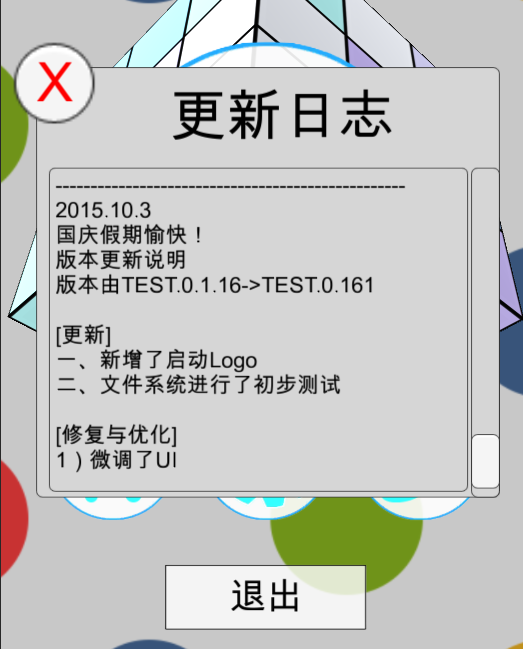 X
更新日志
--------------------------------------------------
2015.10.3
国庆假期愉快！
版本更新说明
版本由TEST.0.1.16->TEST.0.161
[更新]
一、新增了启动Logo
二、文件系统进行了初步测试
[修复与优化]
1）微调了UI
退出